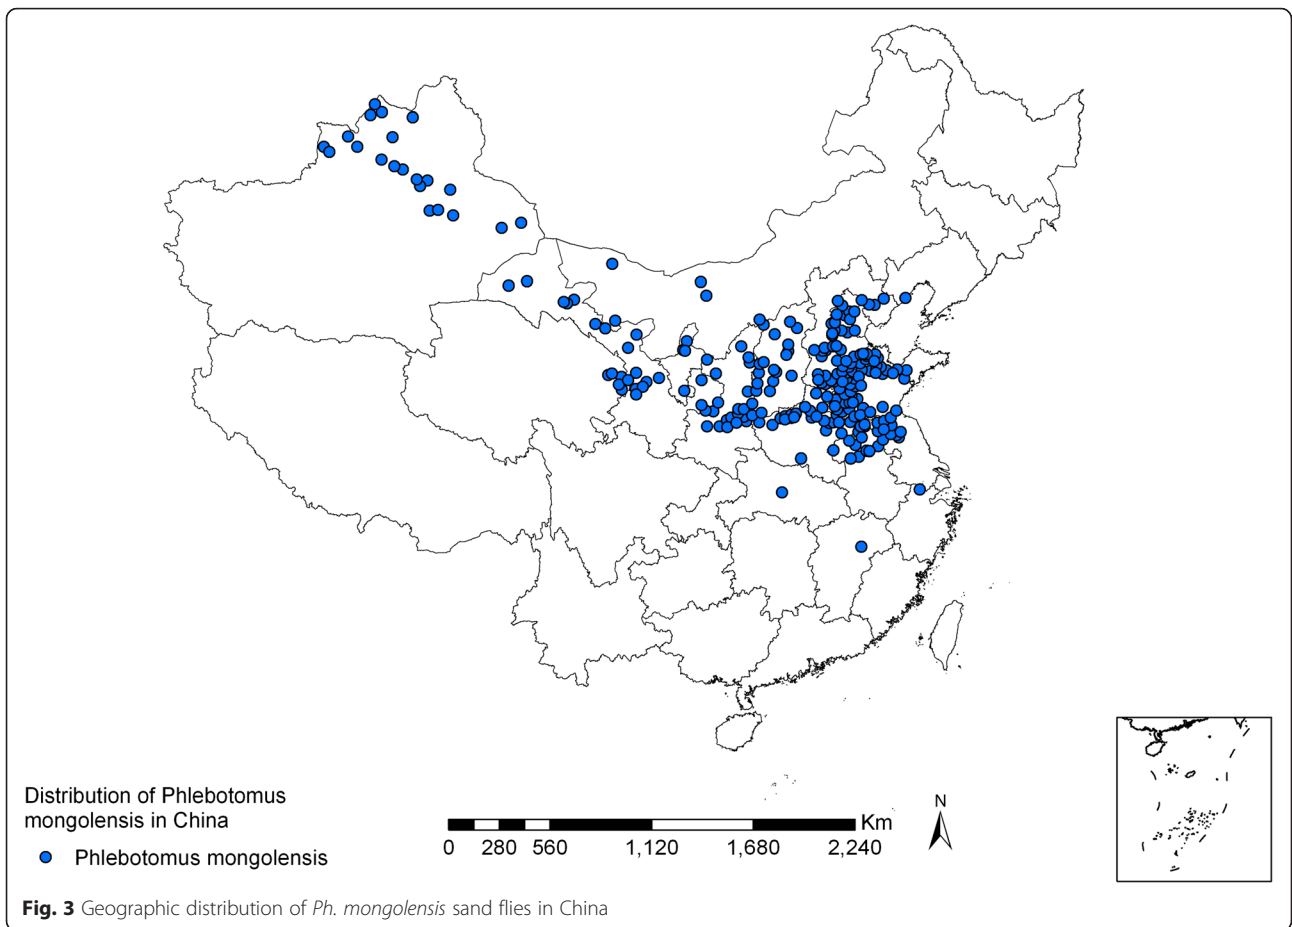 N
Distribution of Phlebotomus
mongolensis in China
Phlebotomus mongolensis
Km
0 280 560 1,120 1,680 2,240
Fig. 3 Geographic distribution of Ph. mongolensis sand flies in China